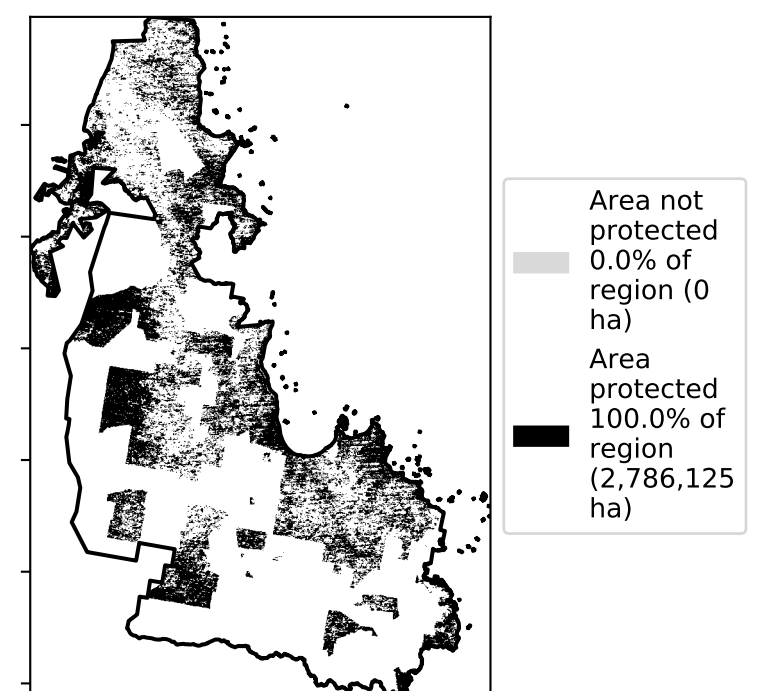 Area not
protected
0.0% of
region (0
ha)
Area
protected
100.0% of
region
(2,786,125
ha)